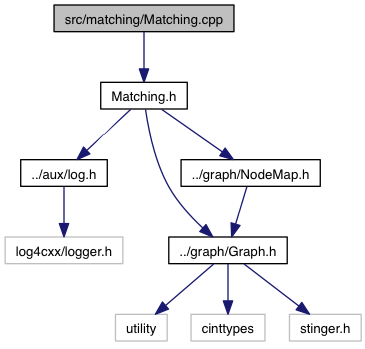 src/matching/Matching.cpp
Matching.h
../aux/log.h
../graph/NodeMap.h
log4cxx/logger.h
../graph/Graph.h
utility
cinttypes
stinger.h